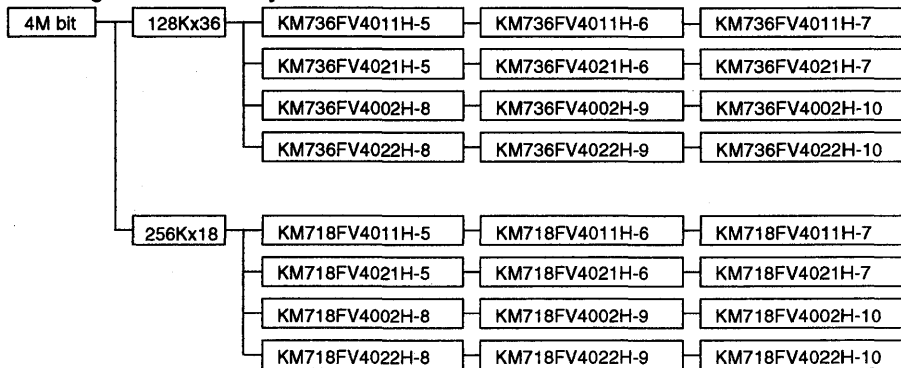 4M bit 128Kx36 KM736FV4011H-5 KM736FV4011H-6 KM736FV4011H-7
KM736FV4021H-5 KM736FV4021H-6 KM736FV4021H-7
KM736FV4002H-8 KM736FV4002H-9 KM736FV4002H-10
KM736FV4022H-8 KM736FV4022H-9 KM736FV4022H-10
256Kx18 KM718FV4011H-5 KM718FV4011H-6 KM718FV4011H-7
KM718FV4021H-5 KM718FV4021H-6 KM718FV4021H-7
KM718FV4002H-8 KM718FV4002H-9 KM718FV4002H-10
KM718FV4022H-8 KM718FV4022H-9 KM718FV4022H-10